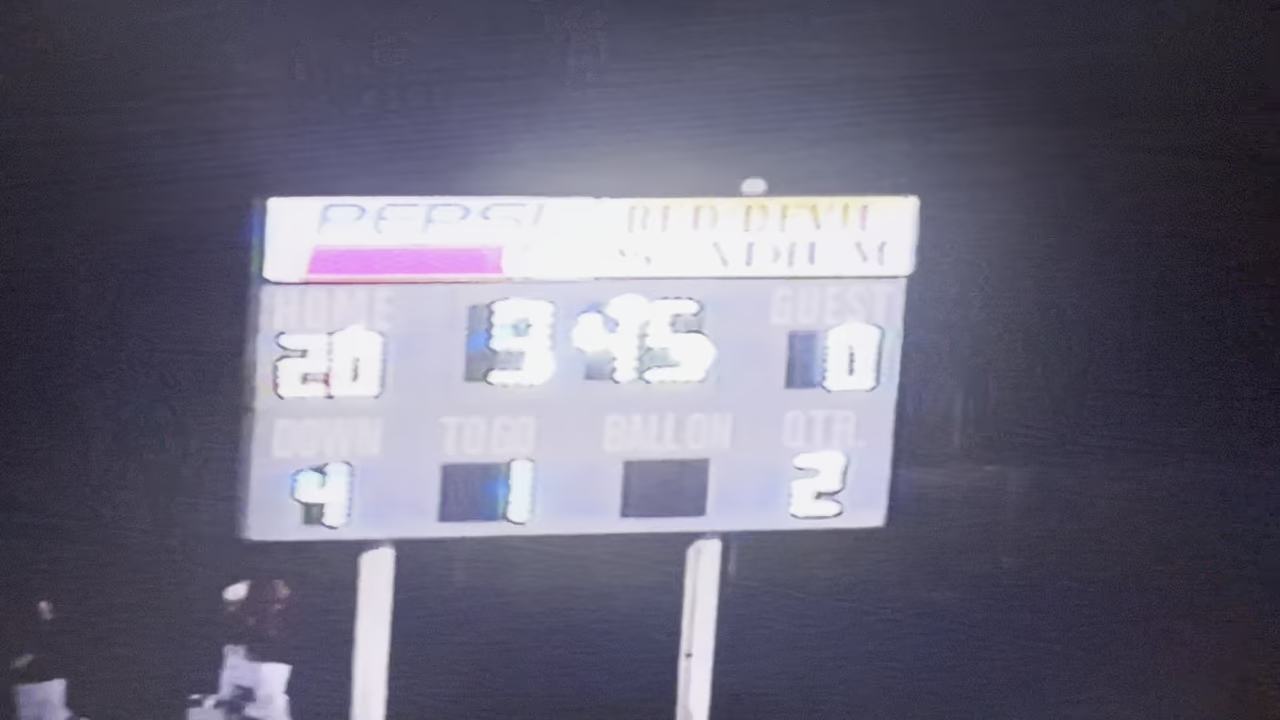 PEPSI RED DEVIL
STADIUM
HOME 9:45 GUEST
20 0
DOWN TO GO BALL ON QTR.
4 1 2